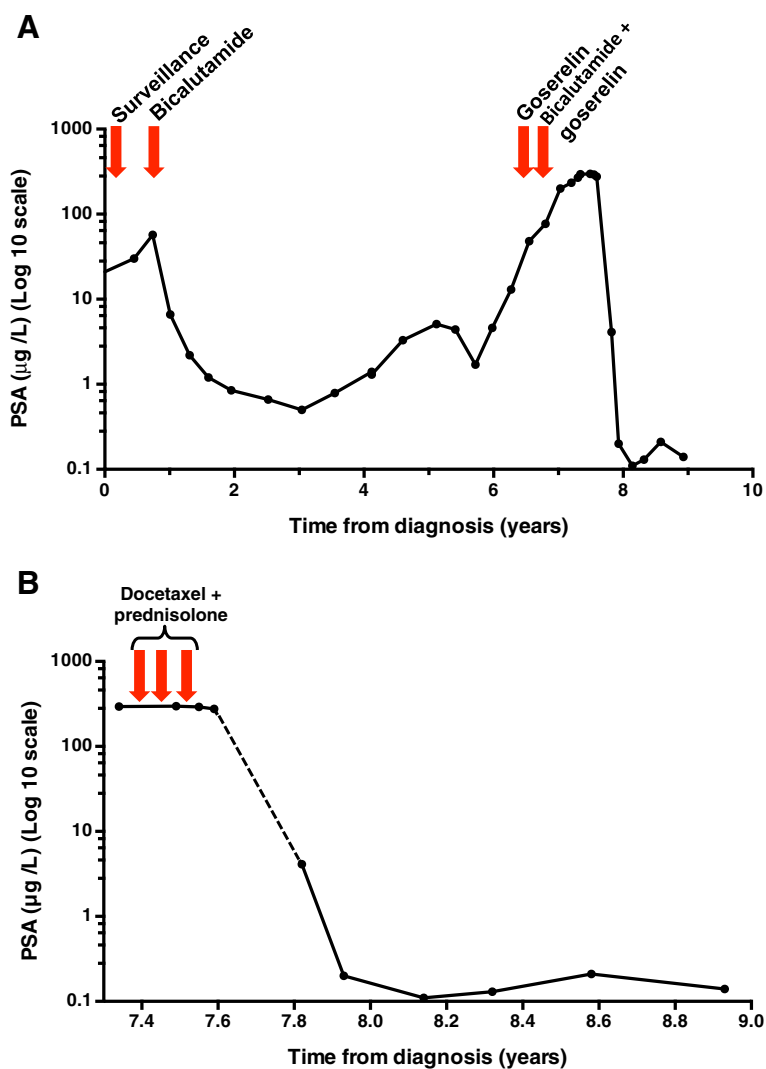 A
Surveillance
Bicalutamide
Goserelin
Bicalutamide +
goserelin
PSA (μg /L) (Log 10 scale)
1000
100
10
1
0.1
0 2 4 6 8 10
Time from diagnosis (years)
B
Docetaxel +
prednisolone
PSA (μg /L) (Log 10 scale)
1000
100
10
1
0.1
7.4 7.6 7.8 8.0 8.2 8.4 8.6 8.8 9.0
Time from diagnosis (years)